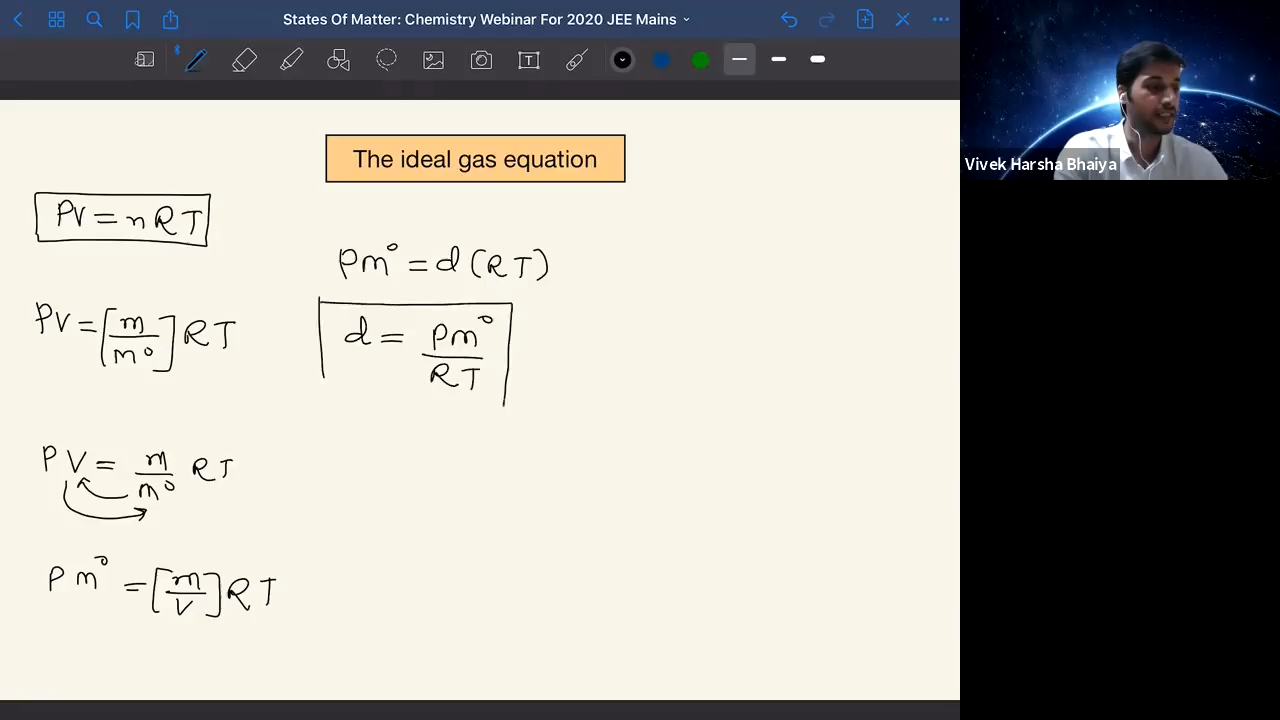 States Of Matter: Chemistry Webinar For 2020 JEE Mains
T
Vivek Harsha Bhaiya
The ideal gas equation
PV = nRT
PV = [m/m°] RT
PV = m/m° RT
Pm° = [m/V] RT
Pm° = d (RT)
d = Pm°/RT